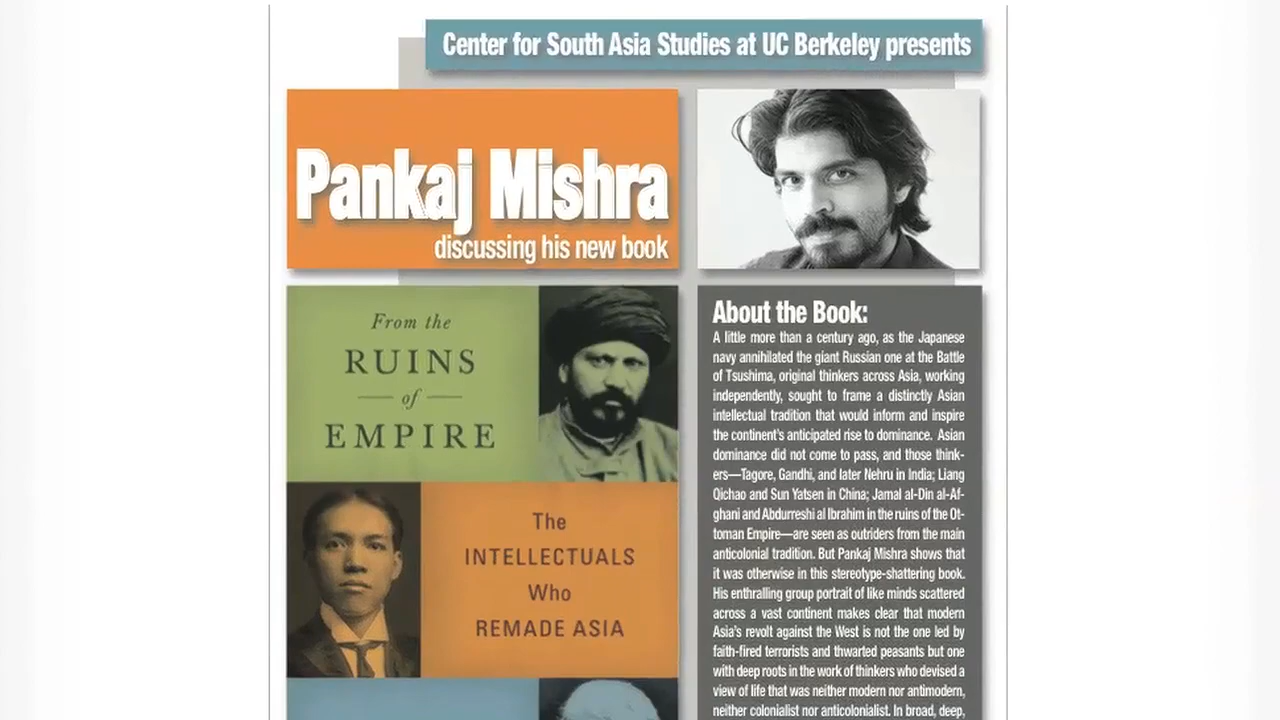 Center for South Asia Studies at UC Berkeley presents
Pankaj Mishra
discussing his new book
From the
RUINS
of
EMPIRE
The
INTELLECTUALS
Who
REMADE ASIA
About the Book:
A little more than a century ago, as the Japanese
navy annihilated the giant Russian one at the Battle
of Tsushima, original thinkers across Asia, working
independently, sought to frame a distinctly Asian
intellectual tradition that would inform and inspire
the continent's anticipated rise to dominance. Asian
dominance did not come to pass, and those think-
ers—Tagore, Gandhi, and later Nehru in India; Liang
Qichao and Sun Yatsen in China; Jamal al-Din al-Af-
ghani and Abdurreshi al Ibrahim in the ruins of the Ot-
toman Empire—are seen as outriders from the main
anticolonial tradition. But Pankaj Mishra shows that
it was otherwise in this stereotype-shattering book.
His enthralling group portrait of like minds scattered
across a vast continent makes clear that modern
Asia's revolt against the West is not the one led by
faith-fired terrorists and thwarted peasants but one
with deep roots in the work of thinkers who devised a
view of life that was neither modern nor antimodern,
neither colonialist nor anticolonialist. In broad, deep,